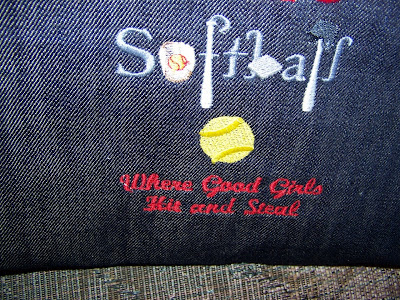 Softball
Where Good Girls
Hit and Steal